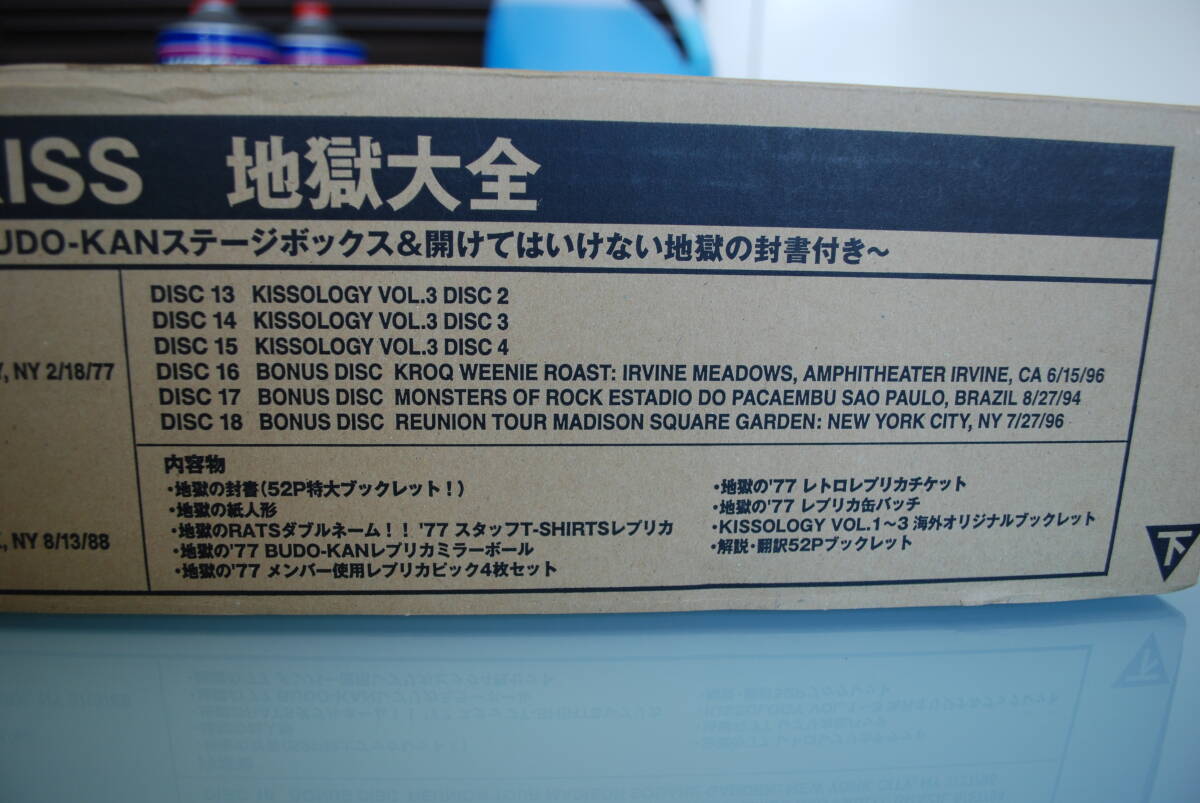 KISS 地獄大全
BUDO-KANステージボックス&開けてはいけない地獄の封書付き～
DISC 13 KISSOLOGY VOL.3 DISC 2
DISC 14 KISSOLOGY VOL.3 DISC 3
DISC 15 KISSOLOGY VOL.3 DISC 4
DISC 16 BONUS DISC KROQ WEENIE ROAST: IRVINE MEADOWS, AMPHITHEATER IRVINE, CA 6/15/96
DISC 17 BONUS DISC MONSTERS OF ROCK ESTADIO DO PACAEMBU SAO PAULO, BRAZIL 8/27/94
DISC 18 BONUS DISC REUNION TOUR MADISON SQUARE GARDEN: NEW YORK CITY, NY 7/27/96
, NY 2/18/77
, NY 8/13/88
内容物
・地獄の封書(52P特大ブックレット!)
・地獄の紙人形
・地獄のRATSダブルネーム!! '77 スタッフT-SHIRTSレプリカ
・地獄の'77 BUDO-KANレプリカミラーボール
・地獄の'77 メンバー使用レプリカピック4枚セット
・地獄の'77 レトロレプリカチケット
・地獄の'77 レプリカ缶バッチ
・KISSOLOGY VOL.1～3 海外オリジナルブックレット
・解説・翻訳52Pブックレット
下